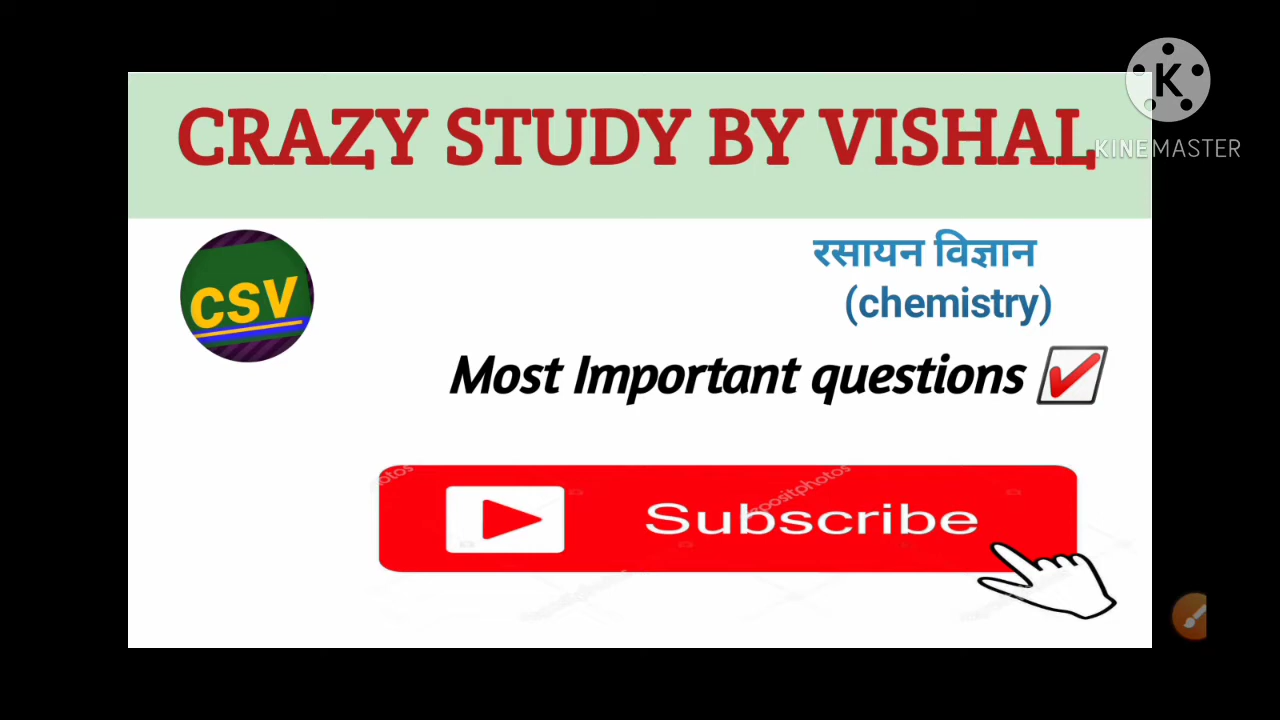 K
KINEMASTER
CRAZY STUDY BY VISHAL
CSV
रसायन विज्ञान
(chemistry)
Most Important questions
Subscribe